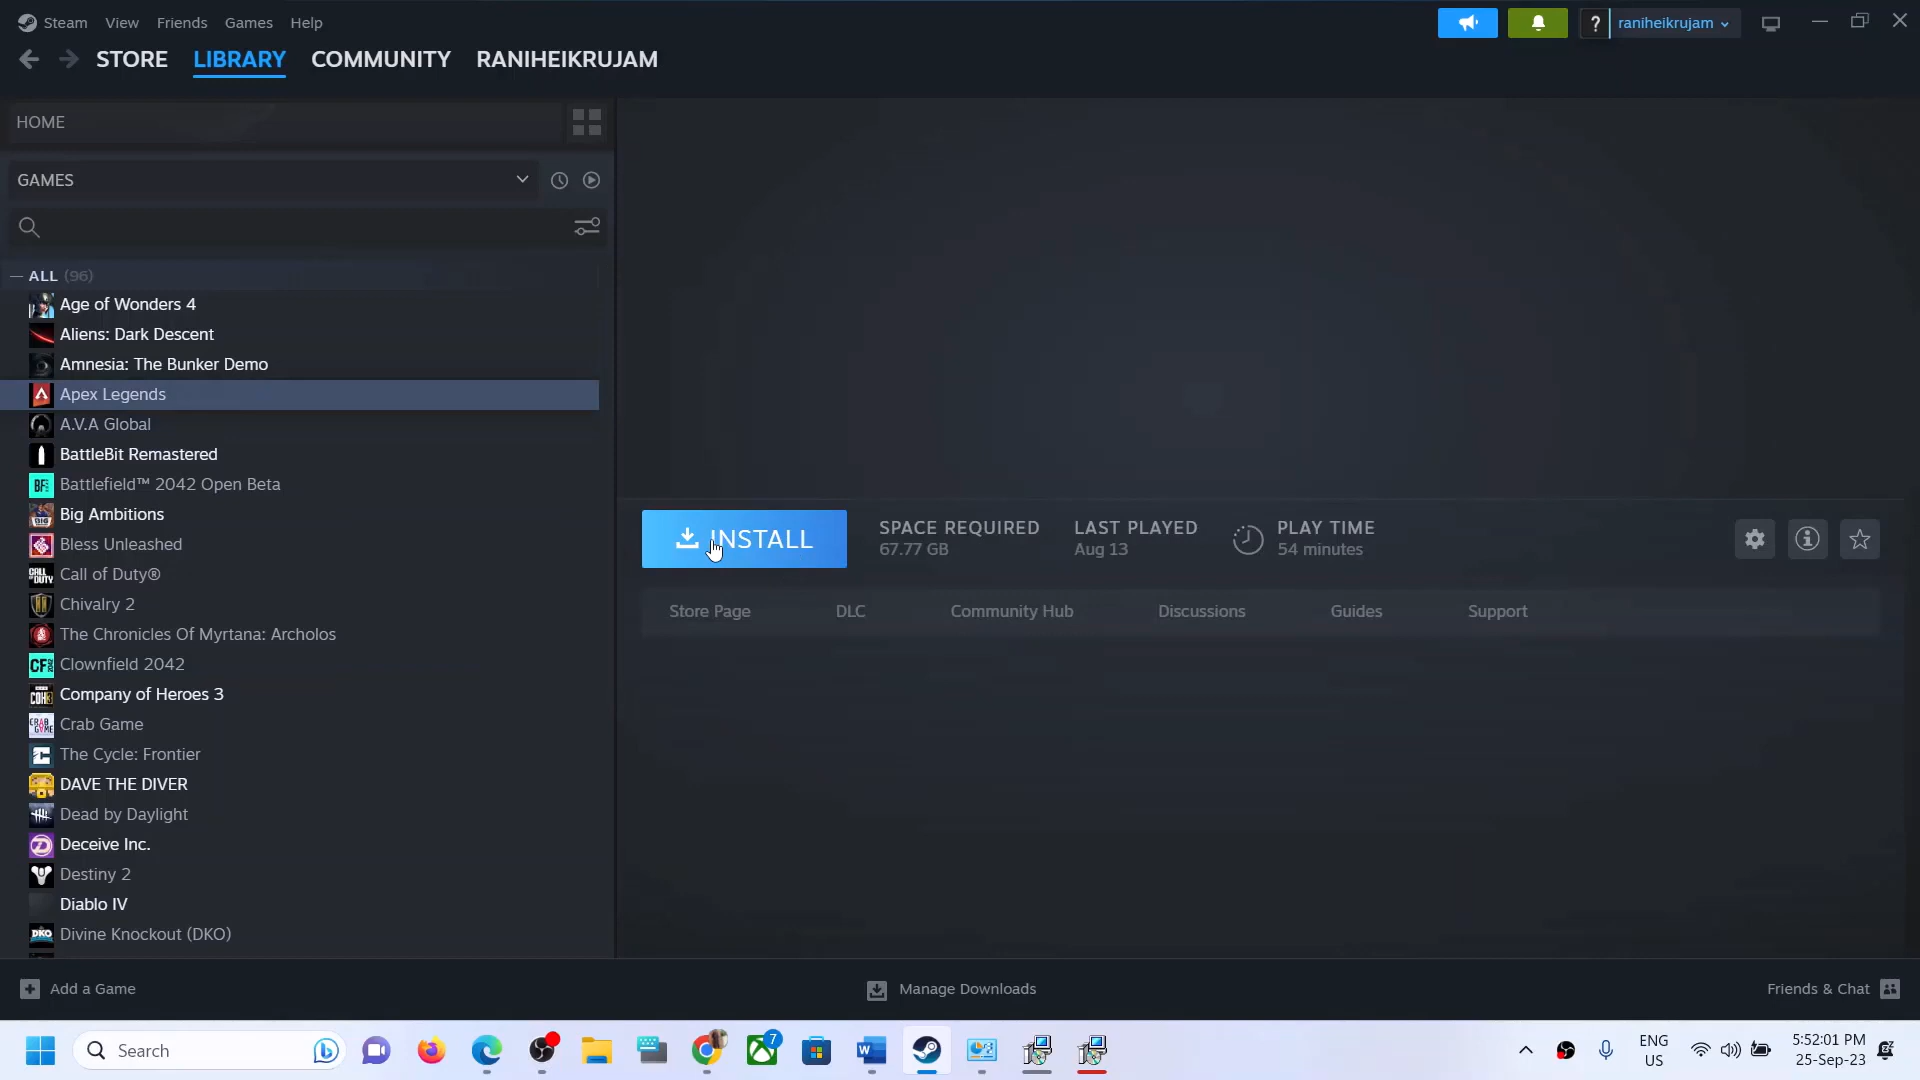 Steam View Friends Games Help
raniheikrujam
STORE LIBRARY COMMUNITY RANIHEIKRUJAM
HOME
GAMES
ALL (96)
Age of Wonders 4
Aliens: Dark Descent
Amnesia: The Bunker Demo
Apex Legends
A.V.A Global
BattleBit Remastered
Battlefield™ 2042 Open Beta
Big Ambitions
Bless Unleashed
Call of Duty®
Chivalry 2
The Chronicles Of Myrtana: Archolos
Clownfield 2042
Company of Heroes 3
Crab Game
The Cycle: Frontier
DAVE THE DIVER
Dead by Daylight
Deceive Inc.
Destiny 2
Diablo IV
Divine Knockout (DKO)
INSTALL
SPACE REQUIRED
67.77 GB
LAST PLAYED
Aug 13
PLAY TIME
54 minutes
Store Page DLC Community Hub Discussions Guides Support
Add a Game
Manage Downloads
Friends & Chat
Search
7
ENG
US
5:52:01 PM
25-Sep-23